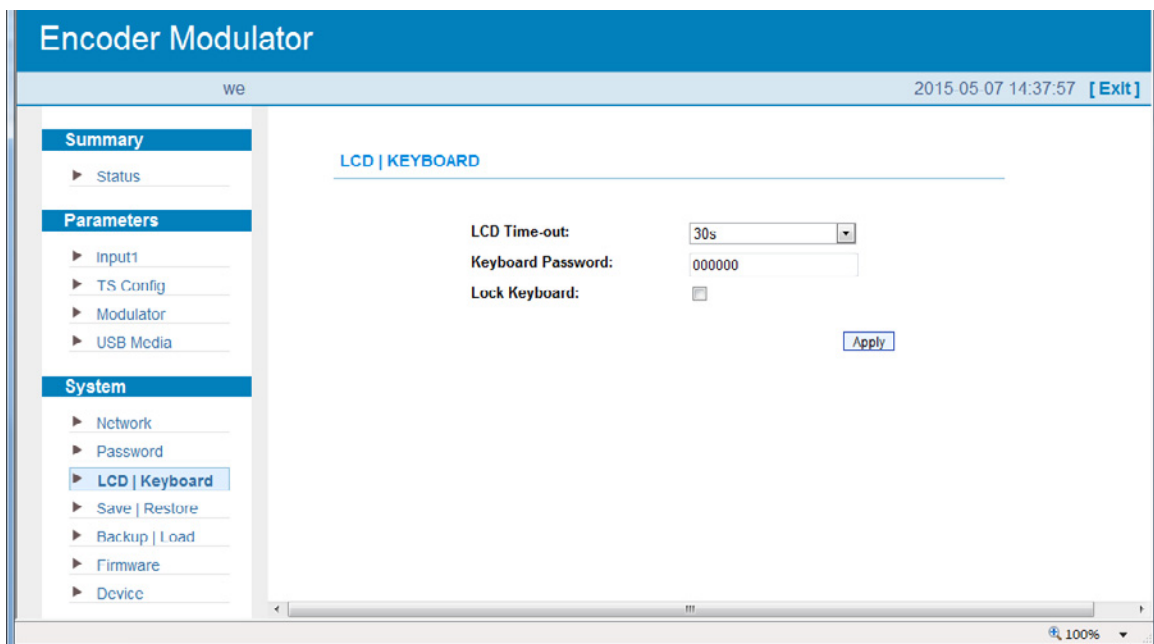 Encoder Modulator
we
2015-05-07 14:37:57 [ Exit ]
Summary
Status
Parameters
Input1
TS Config
Modulator
USB Media
System
Network
Password
LCD | Keyboard
Save | Restore
Backup | Load
Firmware
Device
LCD | KEYBOARD
LCD Time-out: 30s
Keyboard Password: 000000
Lock Keyboard:
Apply
100%